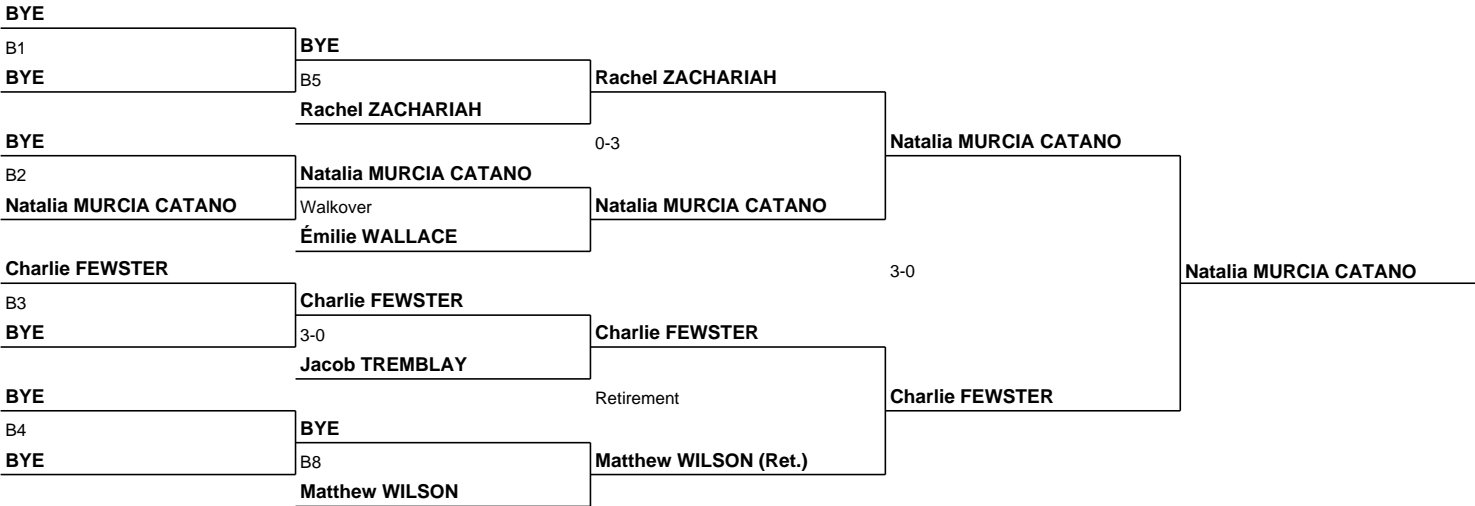 BYE
B1
BYE
BYE
B5
Rachel ZACHARIAH
Rachel ZACHARIAH
BYE
B2
Natalia MURCIA CATANO
Natalia MURCIA CATANO
Walkover
Émilie WALLACE
Natalia MURCIA CATANO
0-3
Natalia MURCIA CATANO
Charlie FEWSTER
B3
BYE
Charlie FEWSTER
3-0
Jacob TREMBLAY
Charlie FEWSTER
BYE
B4
BYE
BYE
B8
Matthew WILSON
Matthew WILSON (Ret.)
Retirement
Charlie FEWSTER
3-0
Natalia MURCIA CATANO